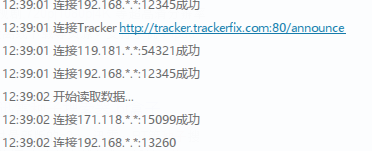 12:39:01 连接192.168.*.*:12345成功
12:39:01 连接Tracker http://tracker.trackerfix.com:80/announce
12:39:01 连接119.181.*.*:54321成功
12:39:01 连接192.168.*.*:12345成功
12:39:02 开始读取数据...
12:39:02 连接171.118.*.*:15099成功
12:39:02 连接192.168.*.*:13260